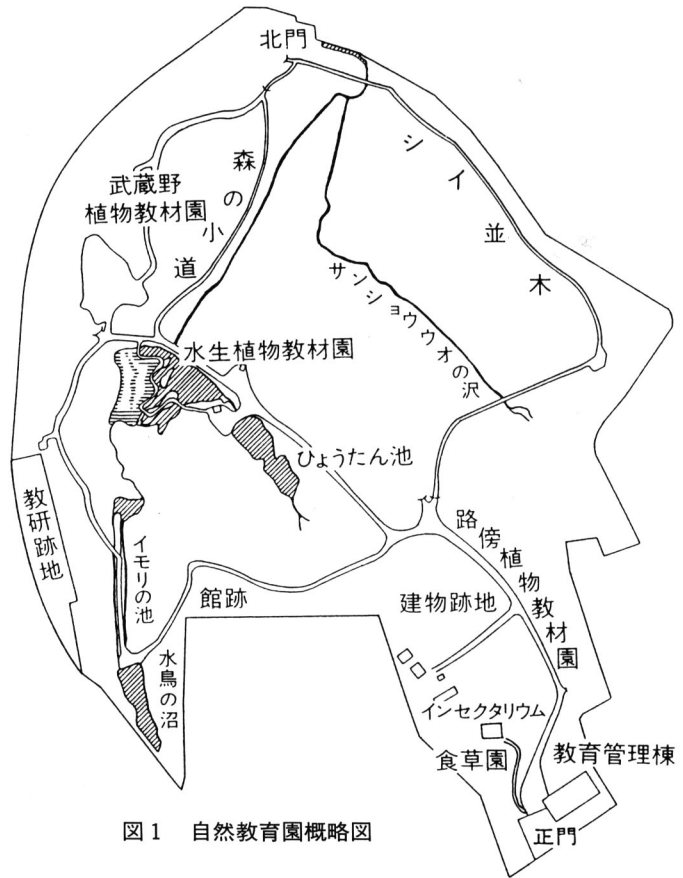 北門
シイ並木
森の小道
武蔵野
植物教材園
サンショウウオの沢
水生植物教材園
ひょうたん池
教研跡地
イモリの池
路傍植物教材園
館跡
建物跡地
水鳥の沼
インセクタリウム
食草園
教育管理棟
正門
図1 自然教育園概略図